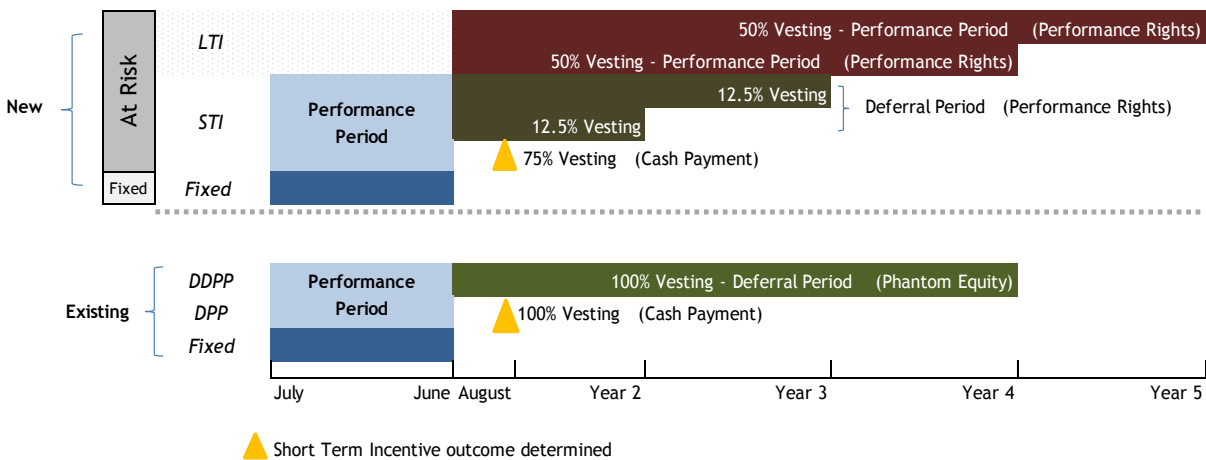 50% Vesting - Performance Period (Performance Rights)
LTI
50% Vesting - Performance Period (Performance Rights)
At Risk
New
STI
Performance
Period
12.5% Vesting
Deferral Period (Performance Rights)
12.5% Vesting
75% Vesting (Cash Payment)
Fixed
Fixed
Existing
DDPP
DPP
Fixed
Performance
Period
100% Vesting - Deferral Period (Phantom Equity)
100% Vesting (Cash Payment)
July June August Year 2 Year 3 Year 4 Year 5
Short Term Incentive outcome determined